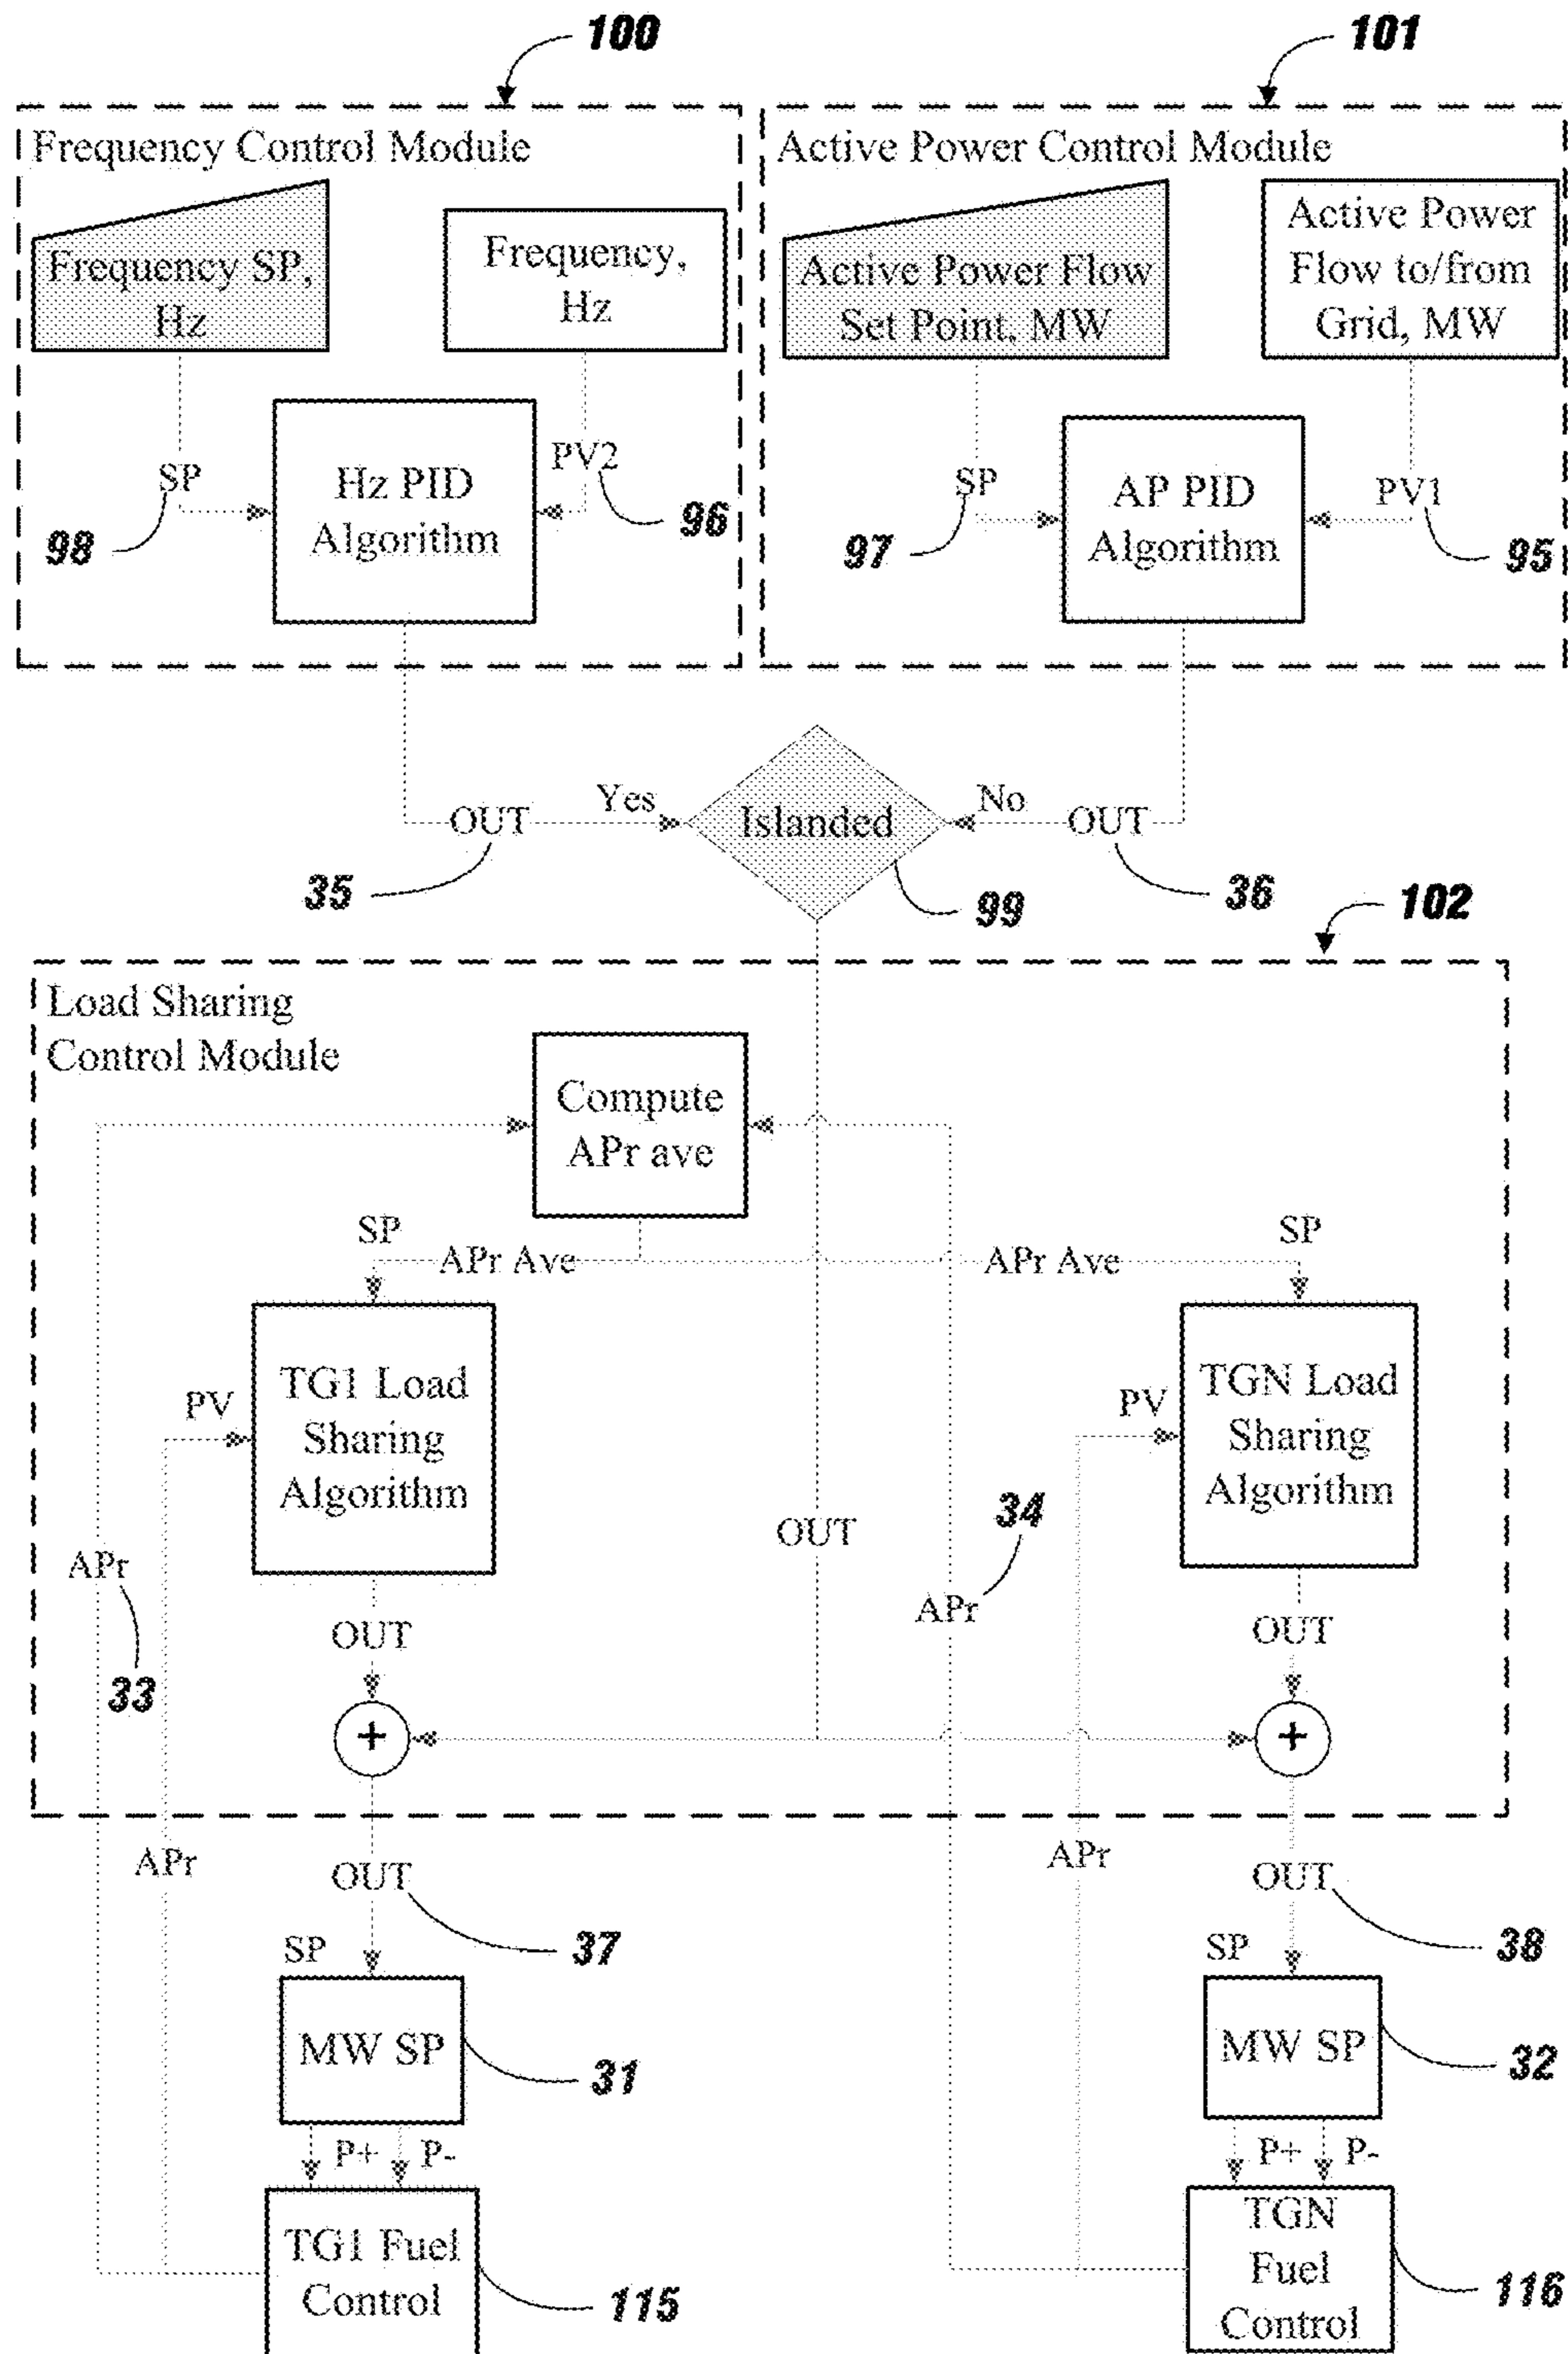 100
101
Frequency Control Module
Active Power Control Module
Frequency SP,
Hz
Frequency,
Hz
Active Power Flow
Set Point, MW
Active Power
Flow to/from
Grid, MW
SP
98
Hz PID
Algorithm
PV2
96
SP
97
AP PID
Algorithm
PV1
95
OUT
35
Yes
Islanded
99
No
OUT
36
102
Load Sharing
Control Module
Compute
APr ave
SP
APr Ave
APr Ave
SP
PV
TG1 Load
Sharing
Algorithm
PV
TGN Load
Sharing
Algorithm
APr
33
OUT
34
APr
OUT
OUT
+
+
APr
OUT
37
APr
OUT
38
SP
MW SP
31
SP
MW SP
32
P+
P-
P+
P-
TG1 Fuel
Control
115
TGN
Fuel
Control
116